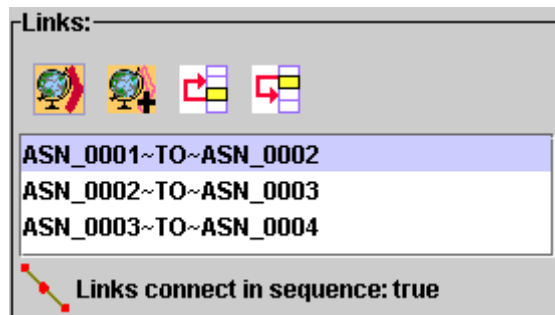 Links:
ASN_0001~TO~ASN_0002
ASN_0002~TO~ASN_0003
ASN_0003~TO~ASN_0004
Links connect in sequence: true